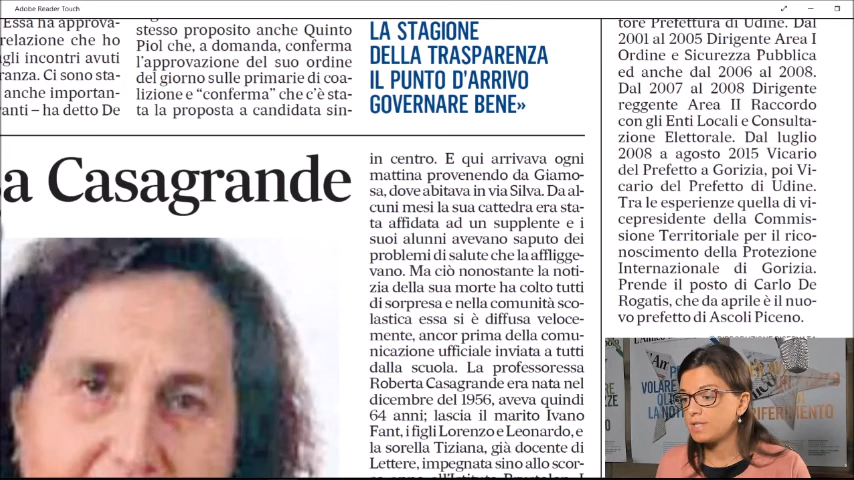 Adobe Reader Touch
Essa ha approva-
relazione che ho
gli incontri avuti
ranza. Ci sono sta-
anche importan-
vanti – ha detto De
stesso proposito anche Quinto
Piol che, a domanda, conferma
l'approvazione del suo ordine
del giorno sulle primarie di coa-
lizione e “conferma” che c'è sta-
ta la proposta a candidata sin-
LA STAGIONE
DELLA TRASPARENZA
IL PUNTO D'ARRIVO
GOVERNARE BENE»
a Casagrande
in centro. E qui arrivava ogni
mattina provenendo da Giamo-
sa, dove abitava in via Silva. Da al-
cuni mesi la sua cattedra era sta-
ta affidata ad un supplente e i
suoi alunni avevano saputo dei
problemi di salute che la affligge-
vano. Ma ciò nonostante la noti-
zia della sua morte ha colto tutti
di sorpresa e nella comunità sco-
lastica essa si è diffusa veloce-
mente, ancor prima della comu-
nicazione ufficiale inviata a tutti
dalla scuola. La professoressa
Roberta Casagrande era nata nel
dicembre del 1956, aveva quindi
64 anni; lascia il marito Ivano
Fant, i figli Lorenzo e Leonardo, e
la sorella Tiziana, già docente di
Lettere, impegnata sino allo scor-
tore Prefettura di Udine. Dal
2001 al 2005 Dirigente Area I
Ordine e Sicurezza Pubblica
ed anche dal 2006 al 2008.
Dal 2007 al 2008 Dirigente
reggente Area II Raccordo
con gli Enti Locali e Consulta-
zione Elettorale. Dal luglio
2008 a agosto 2015 Vicario
del Prefetto a Gorizia, poi Vi-
cario del Prefetto di Udine.
Tra le esperienze quella di vi-
cepresidente della Commis-
sione Territoriale per il rico-
noscimento della Protezione
Internazionale di Gorizia.
Prende il posto di Carlo De
Rogatis, che da aprile è il nuo-
vo prefetto di Ascoli Piceno.
VOLARE